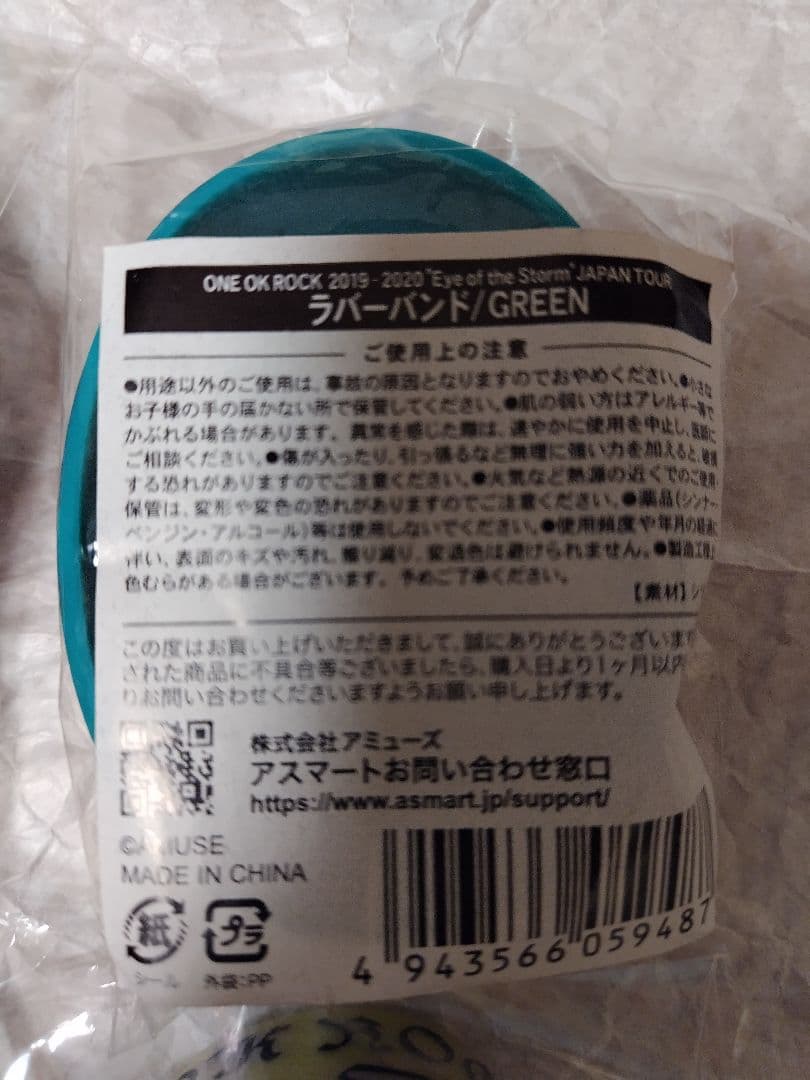 ONE OK ROCK 2019-2020 "Eye of the Storm" JAPAN TOUR
ラバーバンド/GREEN
ご使用上の注意
●用途以外のご使用は、事故の原因となりますのでおやめください。●小さな
お子様の手の届かない所で保管してください。●肌の弱い方はアレルギー等で
かぶれる場合があります。異常を感じた際は、速やかに使用を中止し、医師に
ご相談ください。●傷が入ったり、引っ張るなど無理に強い力を加えると、破損
する恐れがありますのでご注意ください。●火気など熱源の近くでのご使用・
保管は、変形や変色の恐れがありますのでご注意ください。●薬品(シンナー・
ベンジン・アルコール)等は使用しないでください。●使用頻度や年月の経過に
伴い、表面のキズや汚れ、擦り減り、変退色は避けられません。●製造工程上
色むらがある場合がございます。予めご了承ください。
【素材】シ
この度はお買い上げいただきまして、誠にありがとうございます
された商品に不具合等ございましたら、購入日より1ヶ月以内
りお問い合わせくださいますようお願い申し上げます。
株式会社アミューズ
アスマートお問い合わせ窓口
https://www.asmart.jp/support/
©AMUSE
MADE IN CHINA
紙 プラ
シール 外袋:PP
4 943566 059487